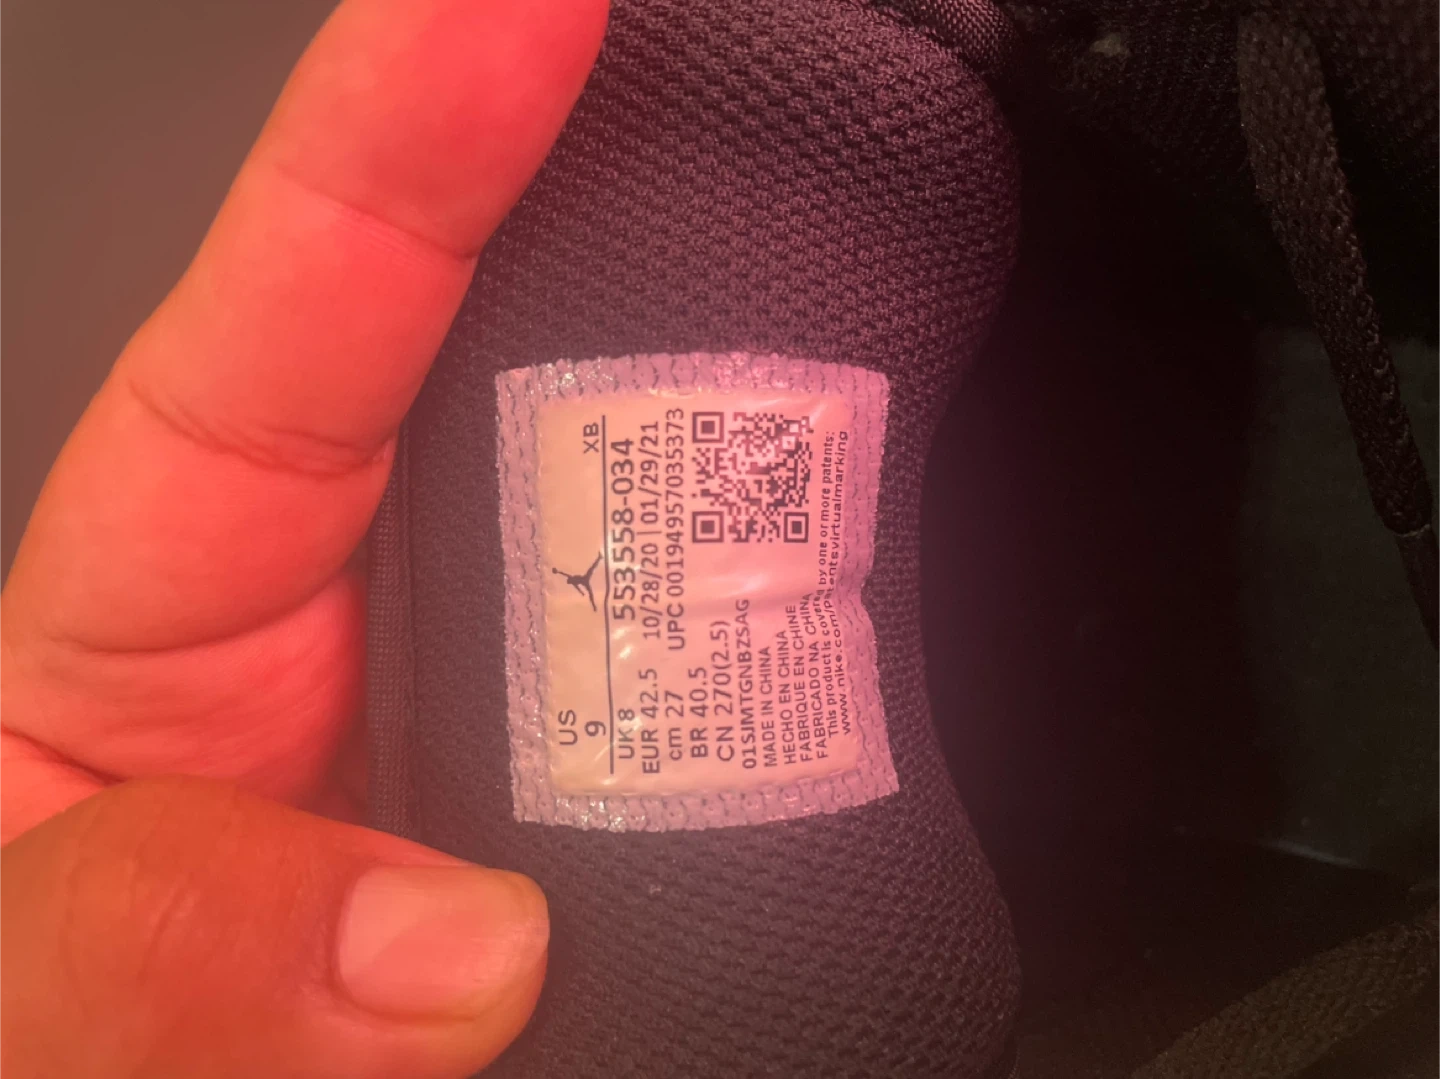 US
9
XB
UK 8
553558-034
EUR 42.5
10/28/20 | 01/29/21
cm 27
UPC 00194957035373
BR 40.5
CN 270(2.5)
01SJMTGNBZSAG
MADE IN CHINA
HECHO EN CHINA
FABRIQUE EN CHINE
FABRICADO NA CHINA
This product is covered by one or more patents:
www.nike.com/patentsvirtualmarking